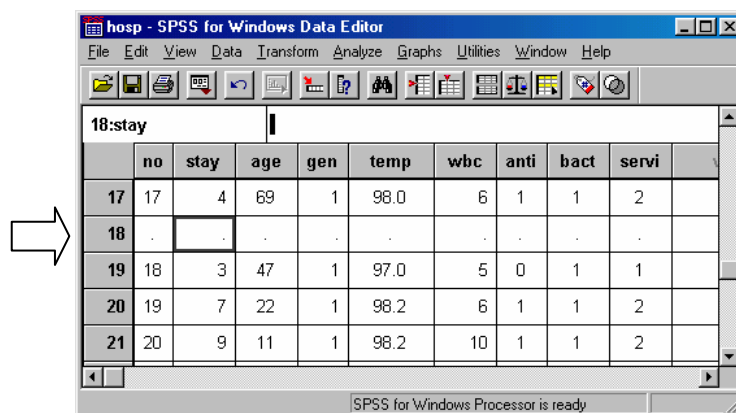 hosp - SPSS for Windows Data Editor
File Edit View Data Transform Analyze Graphs Utilities Window Help
18:stay
no stay age gen temp wbc anti bact servi
17 17 4 69 1 98.0 6 1 1 2
18 . . . . . . . . .
19 18 3 47 1 97.0 5 0 1 1
20 19 7 22 1 98.2 6 1 1 2
21 20 9 11 1 98.2 10 1 1 2
SPSS for Windows Processor is ready